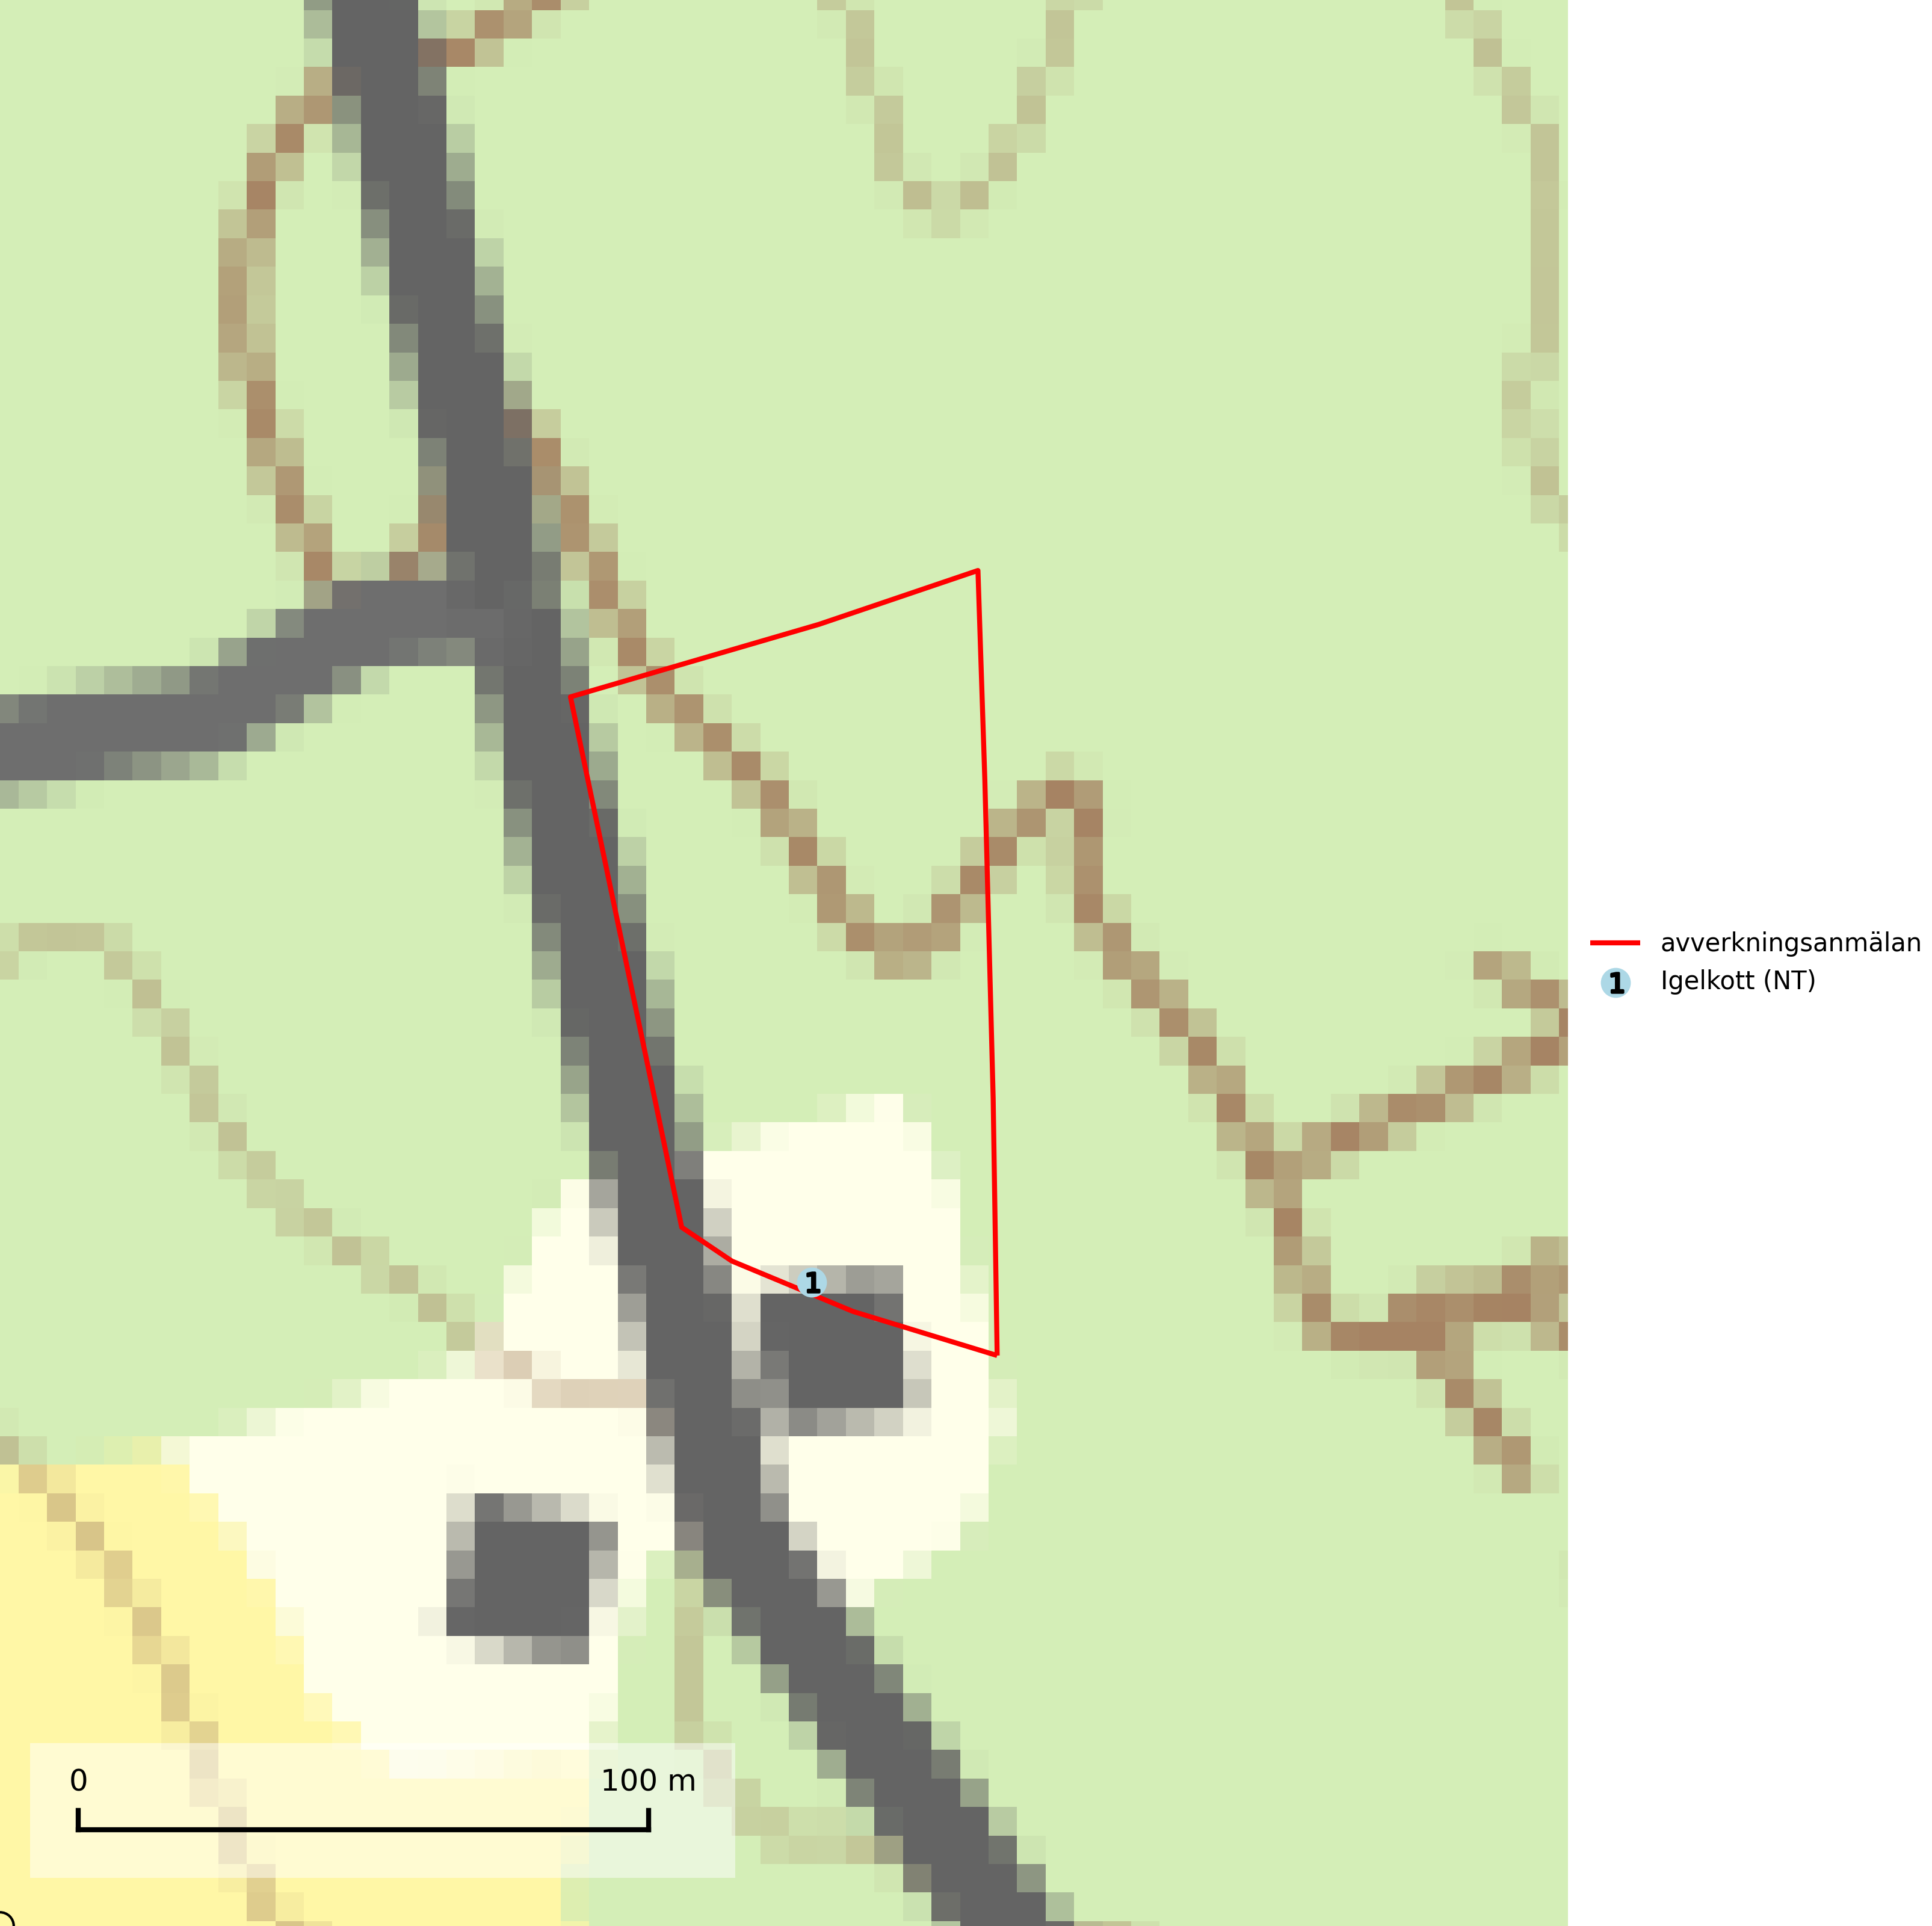 avverkningsanmälan
1 Igelkott (NT)
1
0 100 m